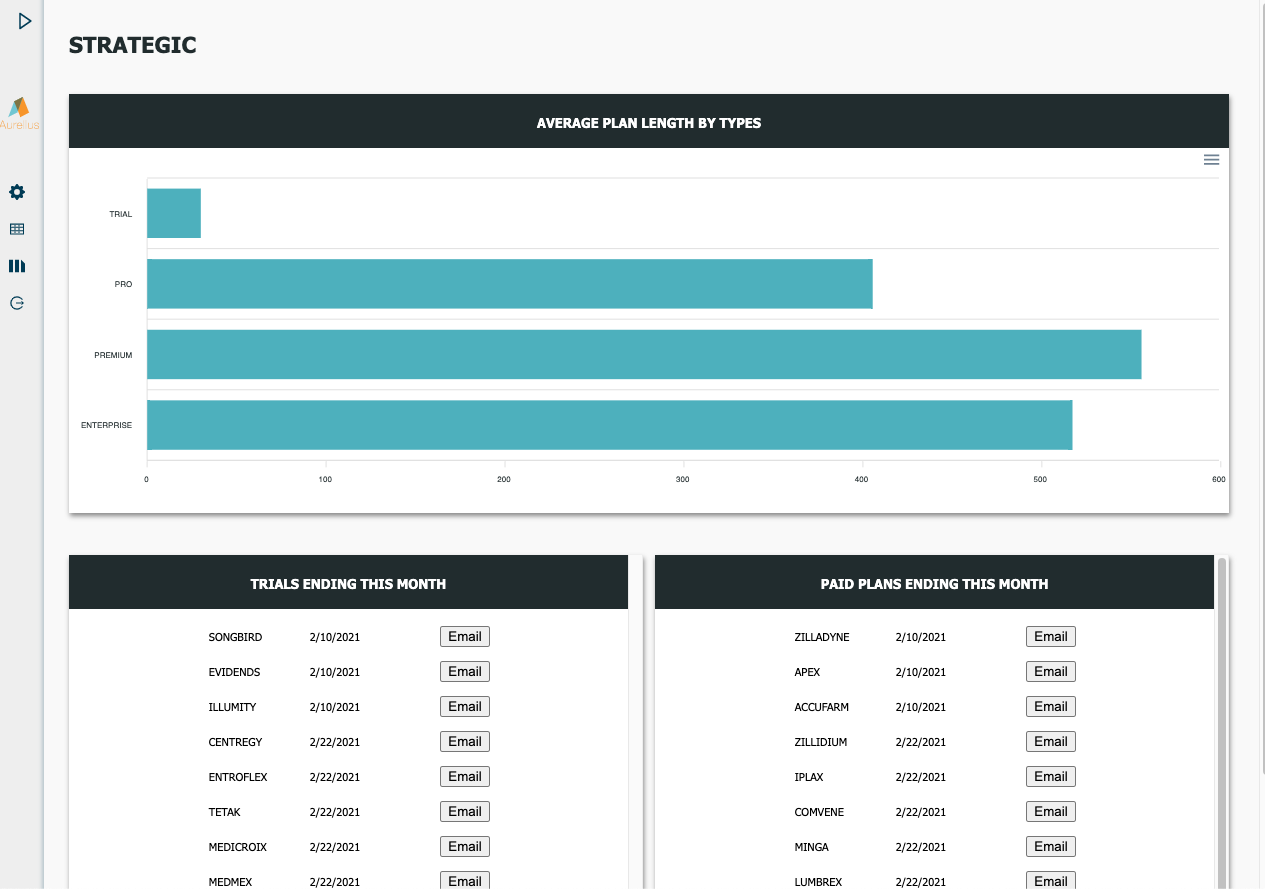 STRATEGIC
Aurelius
AVERAGE PLAN LENGTH BY TYPES
TRIAL
PRO
PREMIUM
ENTERPRISE
0 100 200 300 400 500 600
TRIALS ENDING THIS MONTH
SONGBIRD 2/10/2021 Email
EVIDENDS 2/10/2021 Email
ILLUMITY 2/10/2021 Email
CENTREGY 2/22/2021 Email
ENTROFLEX 2/22/2021 Email
TETAK 2/22/2021 Email
MEDICROIX 2/22/2021 Email
MEDMEX 2/22/2021 Email
PAID PLANS ENDING THIS MONTH
ZILLADYNE 2/10/2021 Email
APEX 2/10/2021 Email
ACCUFARM 2/10/2021 Email
ZILLIDIUM 2/22/2021 Email
IPLAX 2/22/2021 Email
COMVENE 2/22/2021 Email
MINGA 2/22/2021 Email
LUMBREX 2/22/2021 Email